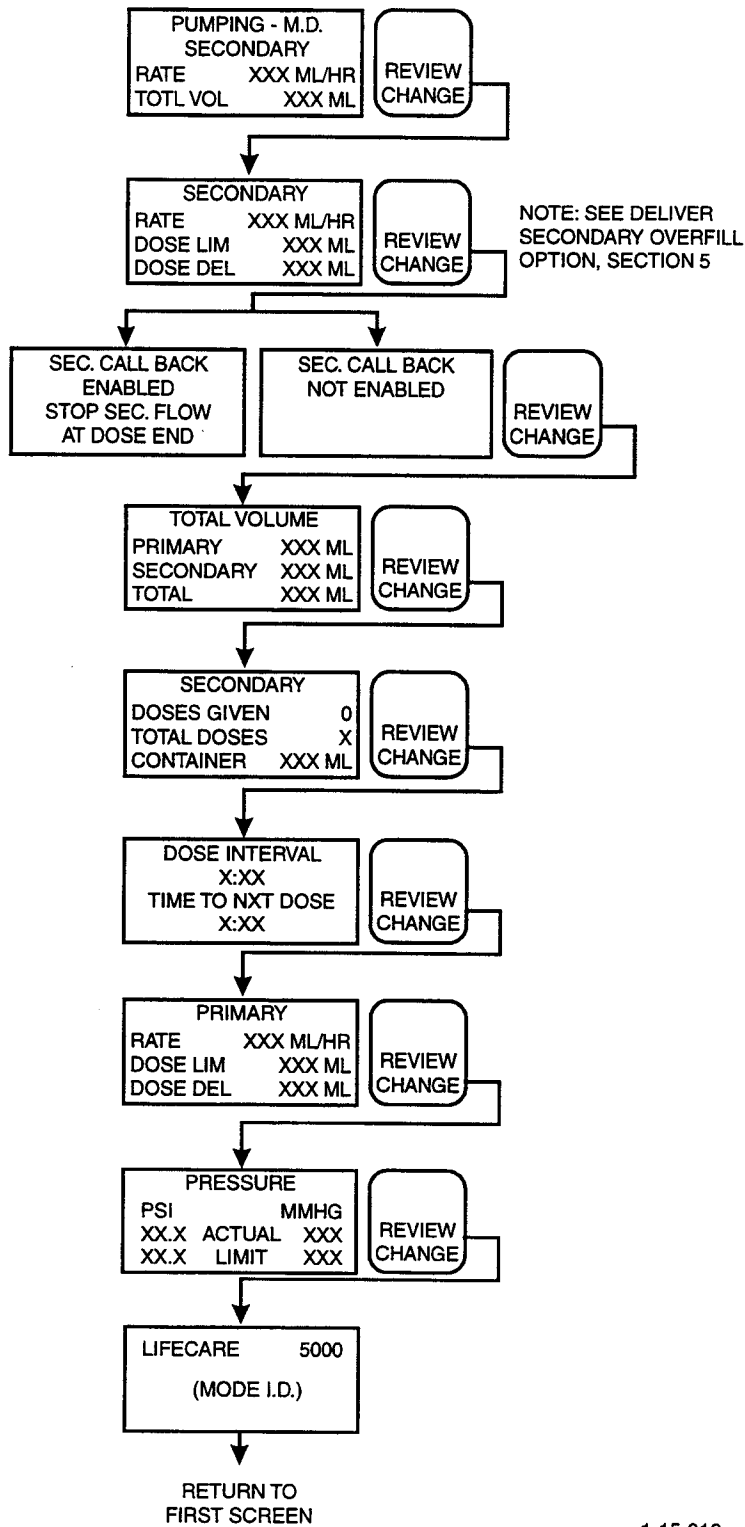 PUMPING - M.D.
SECONDARY
RATE XXX ML/HR
TOTL VOL XXX ML
REVIEW
CHANGE
SECONDARY
RATE XXX ML/HR
DOSE LIM XXX ML
DOSE DEL XXX ML
REVIEW
CHANGE
NOTE: SEE DELIVER
SECONDARY OVERFILL
OPTION, SECTION 5
SEC. CALL BACK
ENABLED
STOP SEC. FLOW
AT DOSE END
SEC. CALL BACK
NOT ENABLED
REVIEW
CHANGE
TOTAL VOLUME
PRIMARY XXX ML
SECONDARY XXX ML
TOTAL XXX ML
REVIEW
CHANGE
SECONDARY
DOSES GIVEN 0
TOTAL DOSES X
CONTAINER XXX ML
REVIEW
CHANGE
DOSE INTERVAL
X:XX
TIME TO NXT DOSE
X:XX
REVIEW
CHANGE
PRIMARY
RATE XXX ML/HR
DOSE LIM XXX ML
DOSE DEL XXX ML
REVIEW
CHANGE
PRESSURE
PSI MMHG
XX.X ACTUAL XXX
XX.X LIMIT XXX
REVIEW
CHANGE
LIFECARE 5000
(MODE I.D.)
RETURN TO
FIRST SCREEN